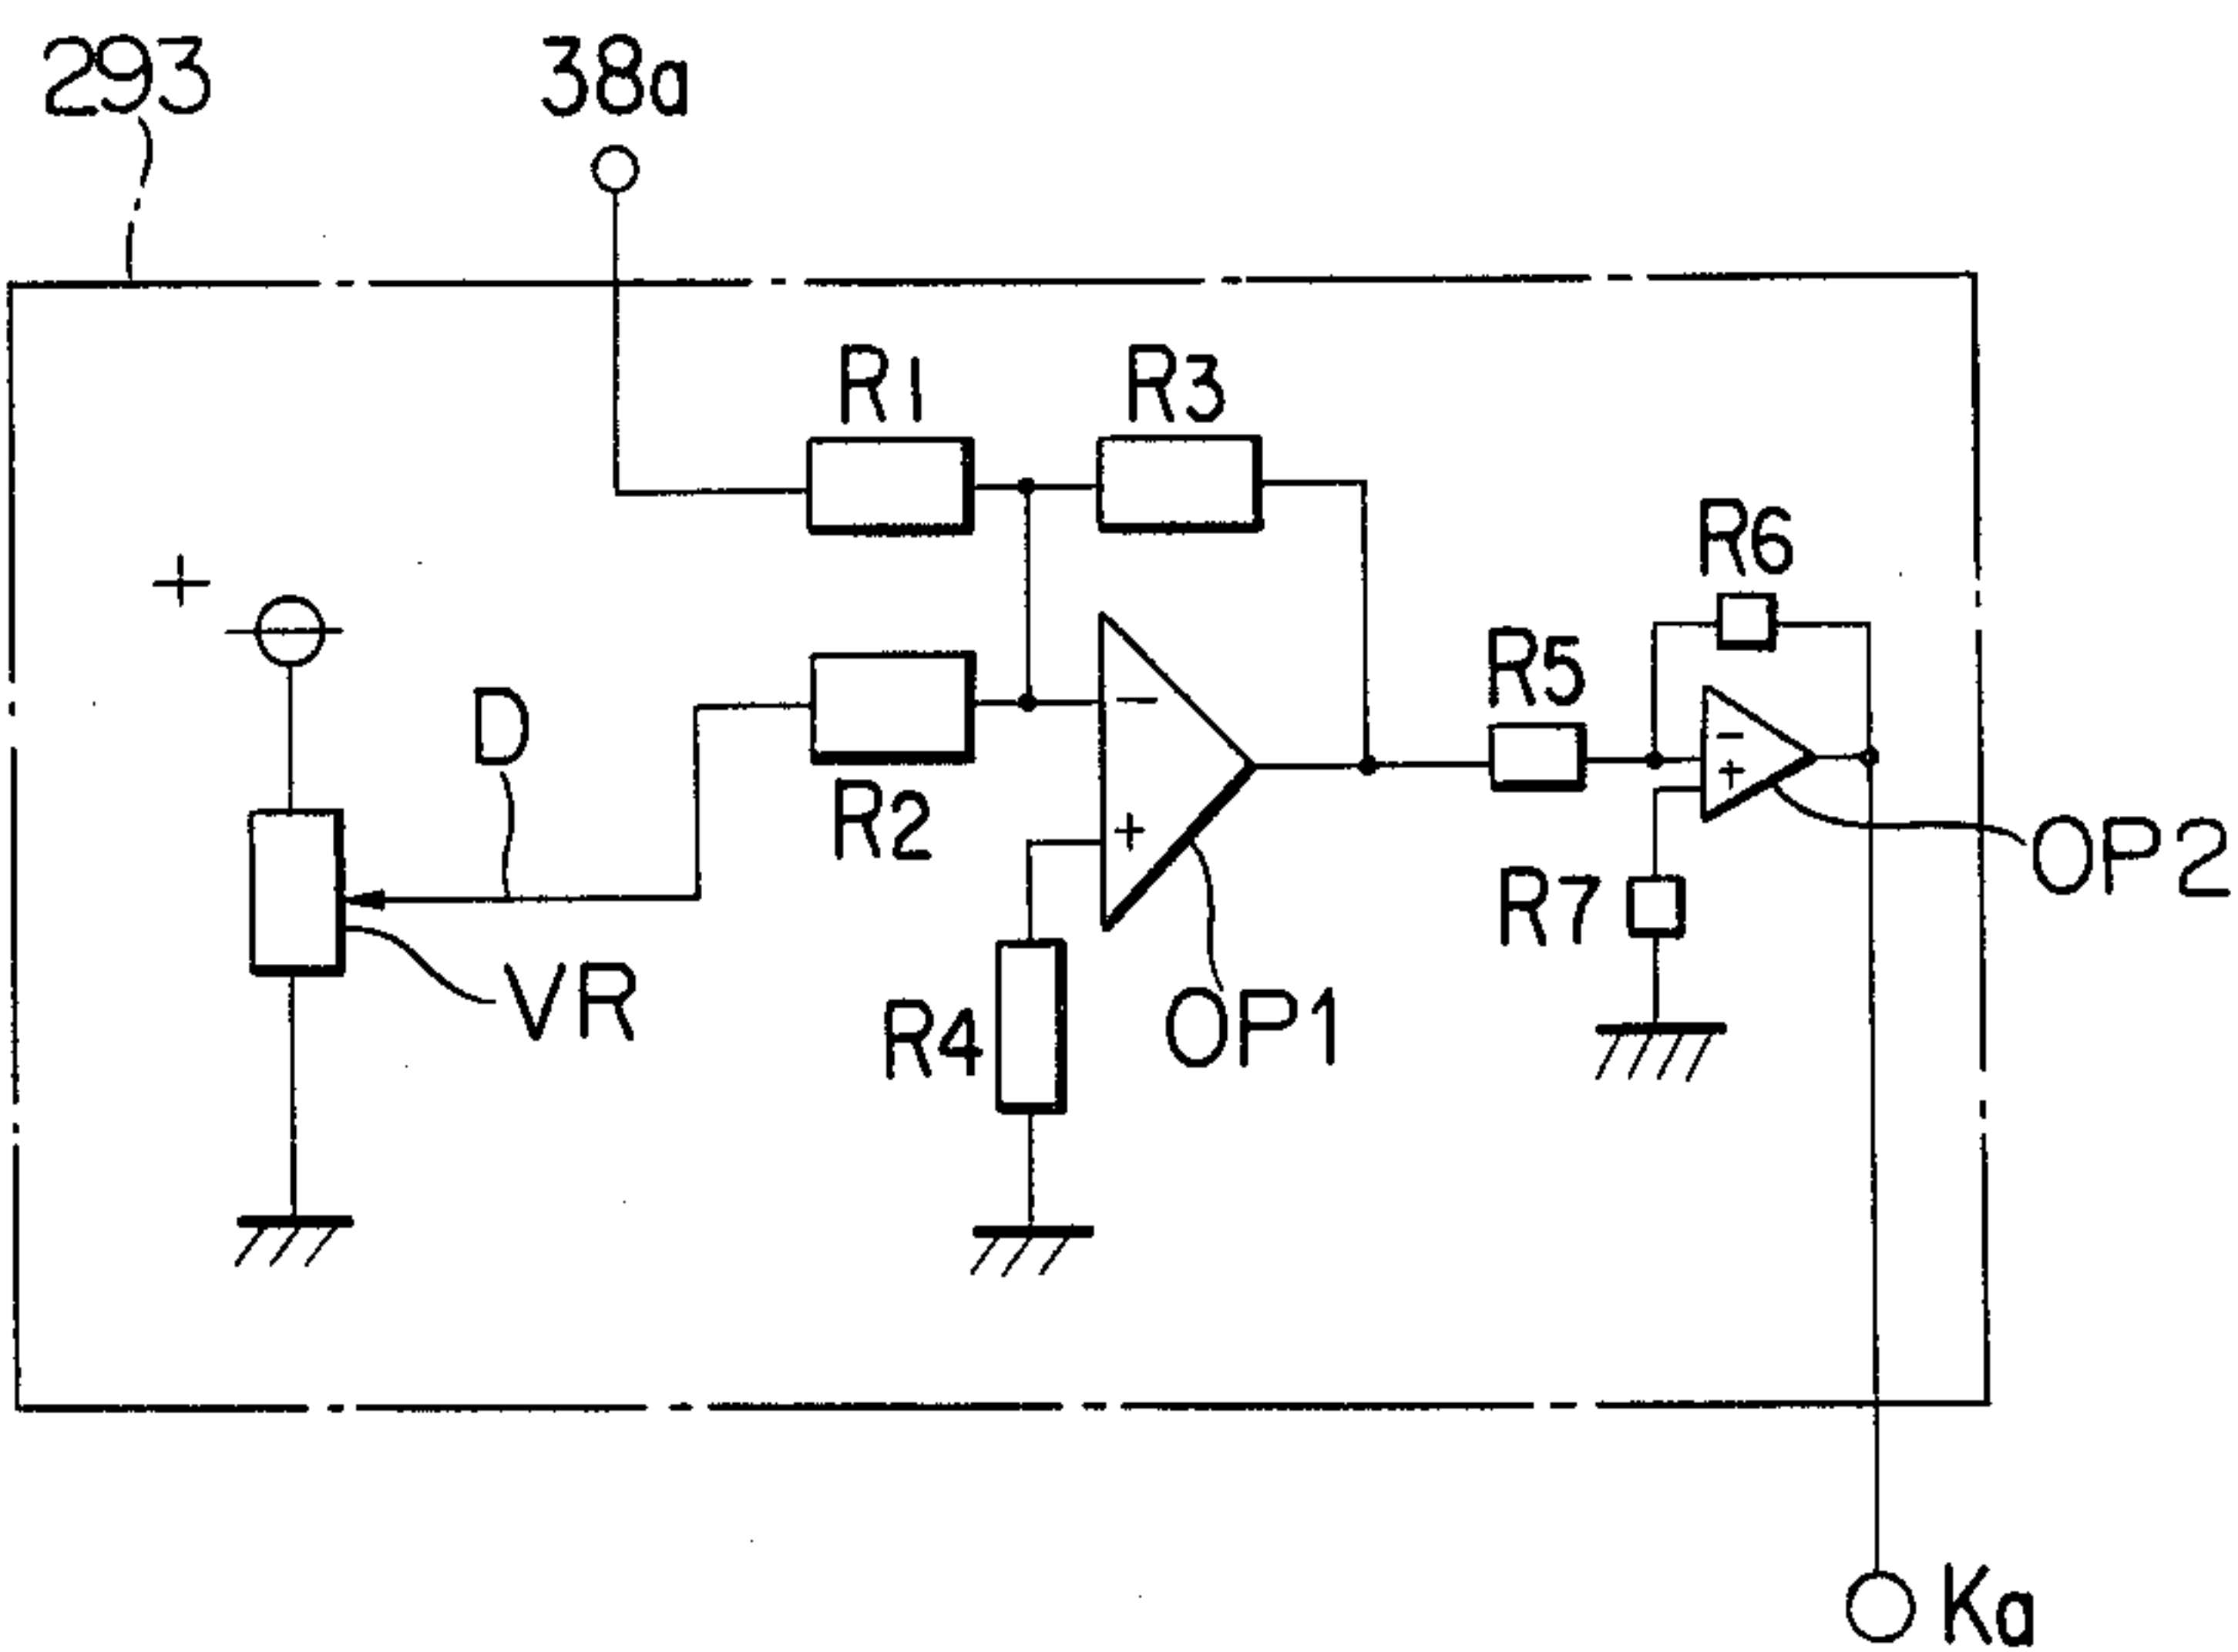 293
38a
R1
R3
+
R6
D
R5
−
−
+
R2
+
OP2
R7
VR
R4
OP1
Ka